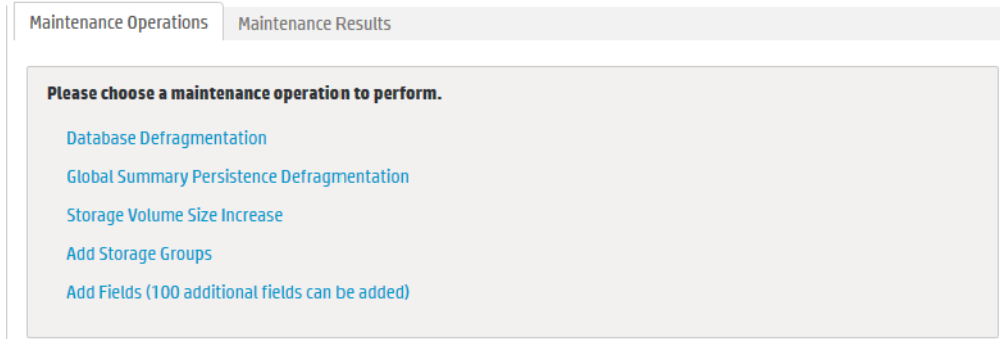 Maintenance Operations Maintenance Results
Please choose a maintenance operation to perform.
Database Defragmentation
Global Summary Persistence Defragmentation
Storage Volume Size Increase
Add Storage Groups
Add Fields (100 additional fields can be added)